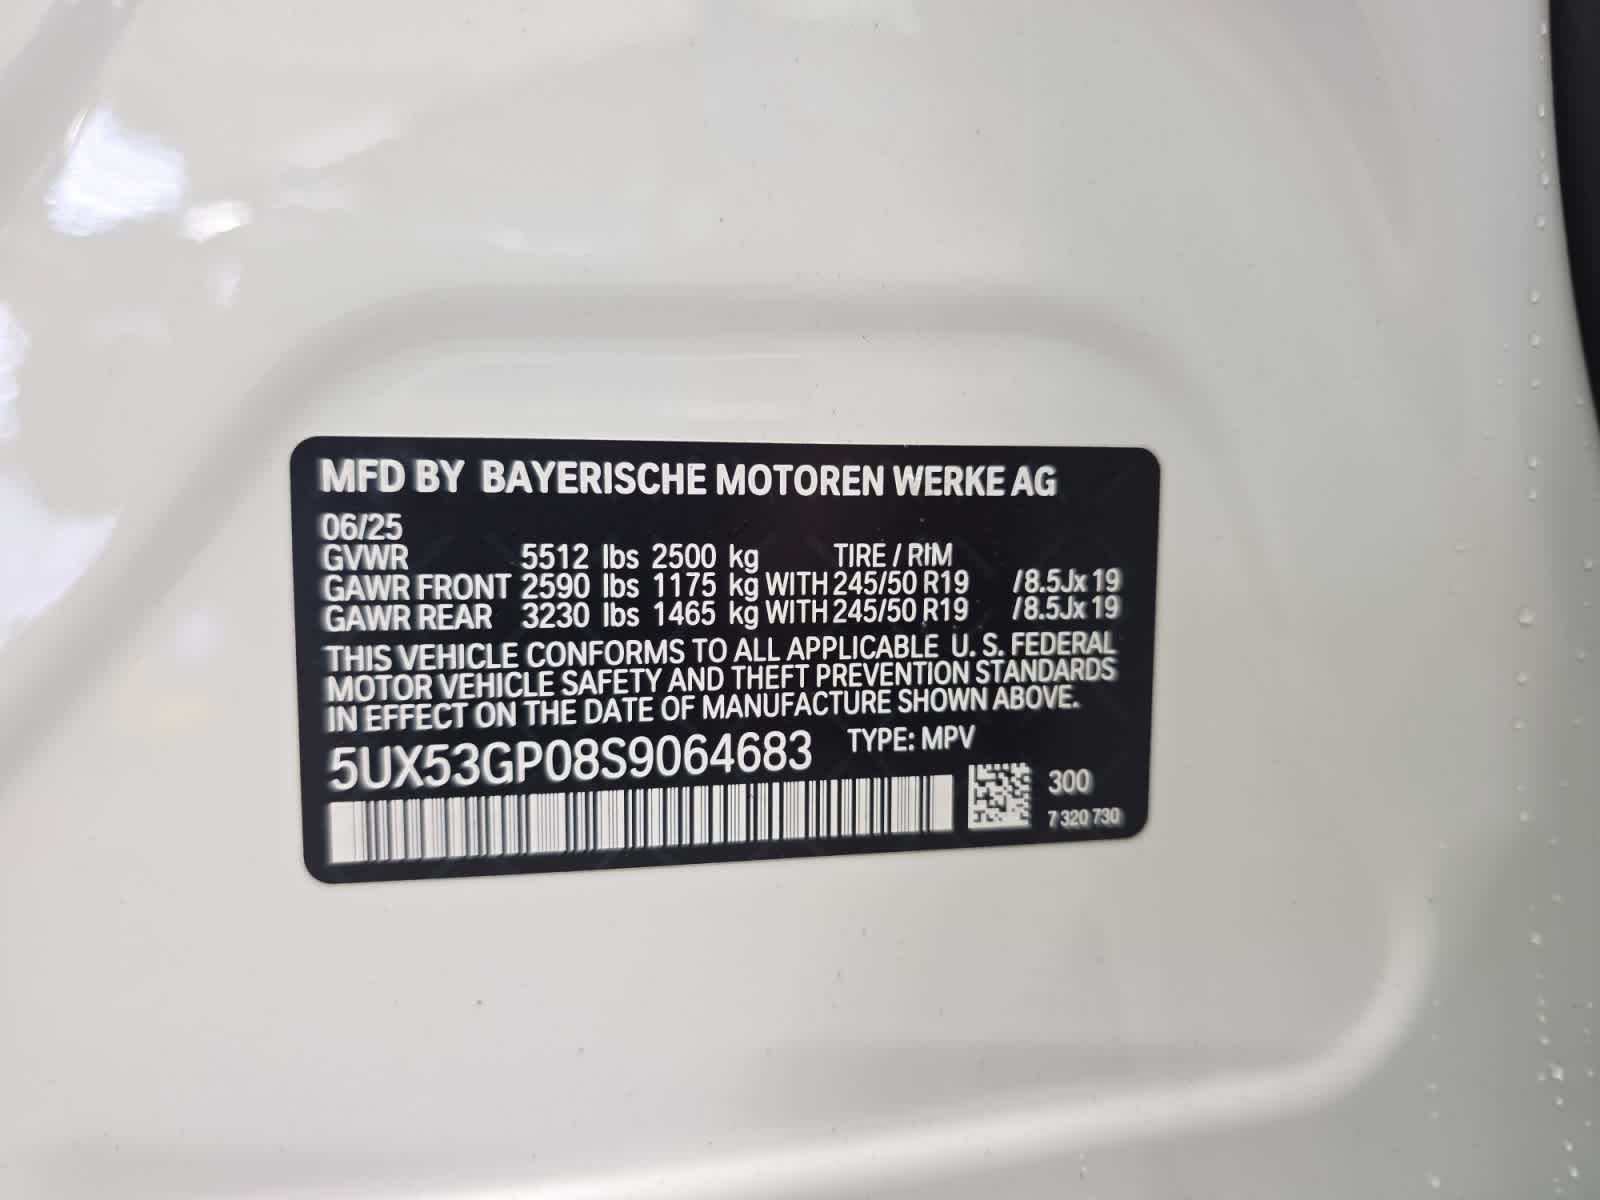 MFD BY BAYERISCHE MOTOREN WERKE AG
06/25
GVWR 5512 lbs 2500 kg TIRE / RIM
GAWR FRONT 2590 lbs 1175 kg WITH 245/50 R19 /8.5Jx 19
GAWR REAR 3230 lbs 1465 kg WITH 245/50 R19 /8.5Jx 19
THIS VEHICLE CONFORMS TO ALL APPLICABLE U. S. FEDERAL
MOTOR VEHICLE SAFETY AND THEFT PREVENTION STANDARDS
IN EFFECT ON THE DATE OF MANUFACTURE SHOWN ABOVE.
5UX53GP08S9064683 TYPE: MPV
300
7 320 730